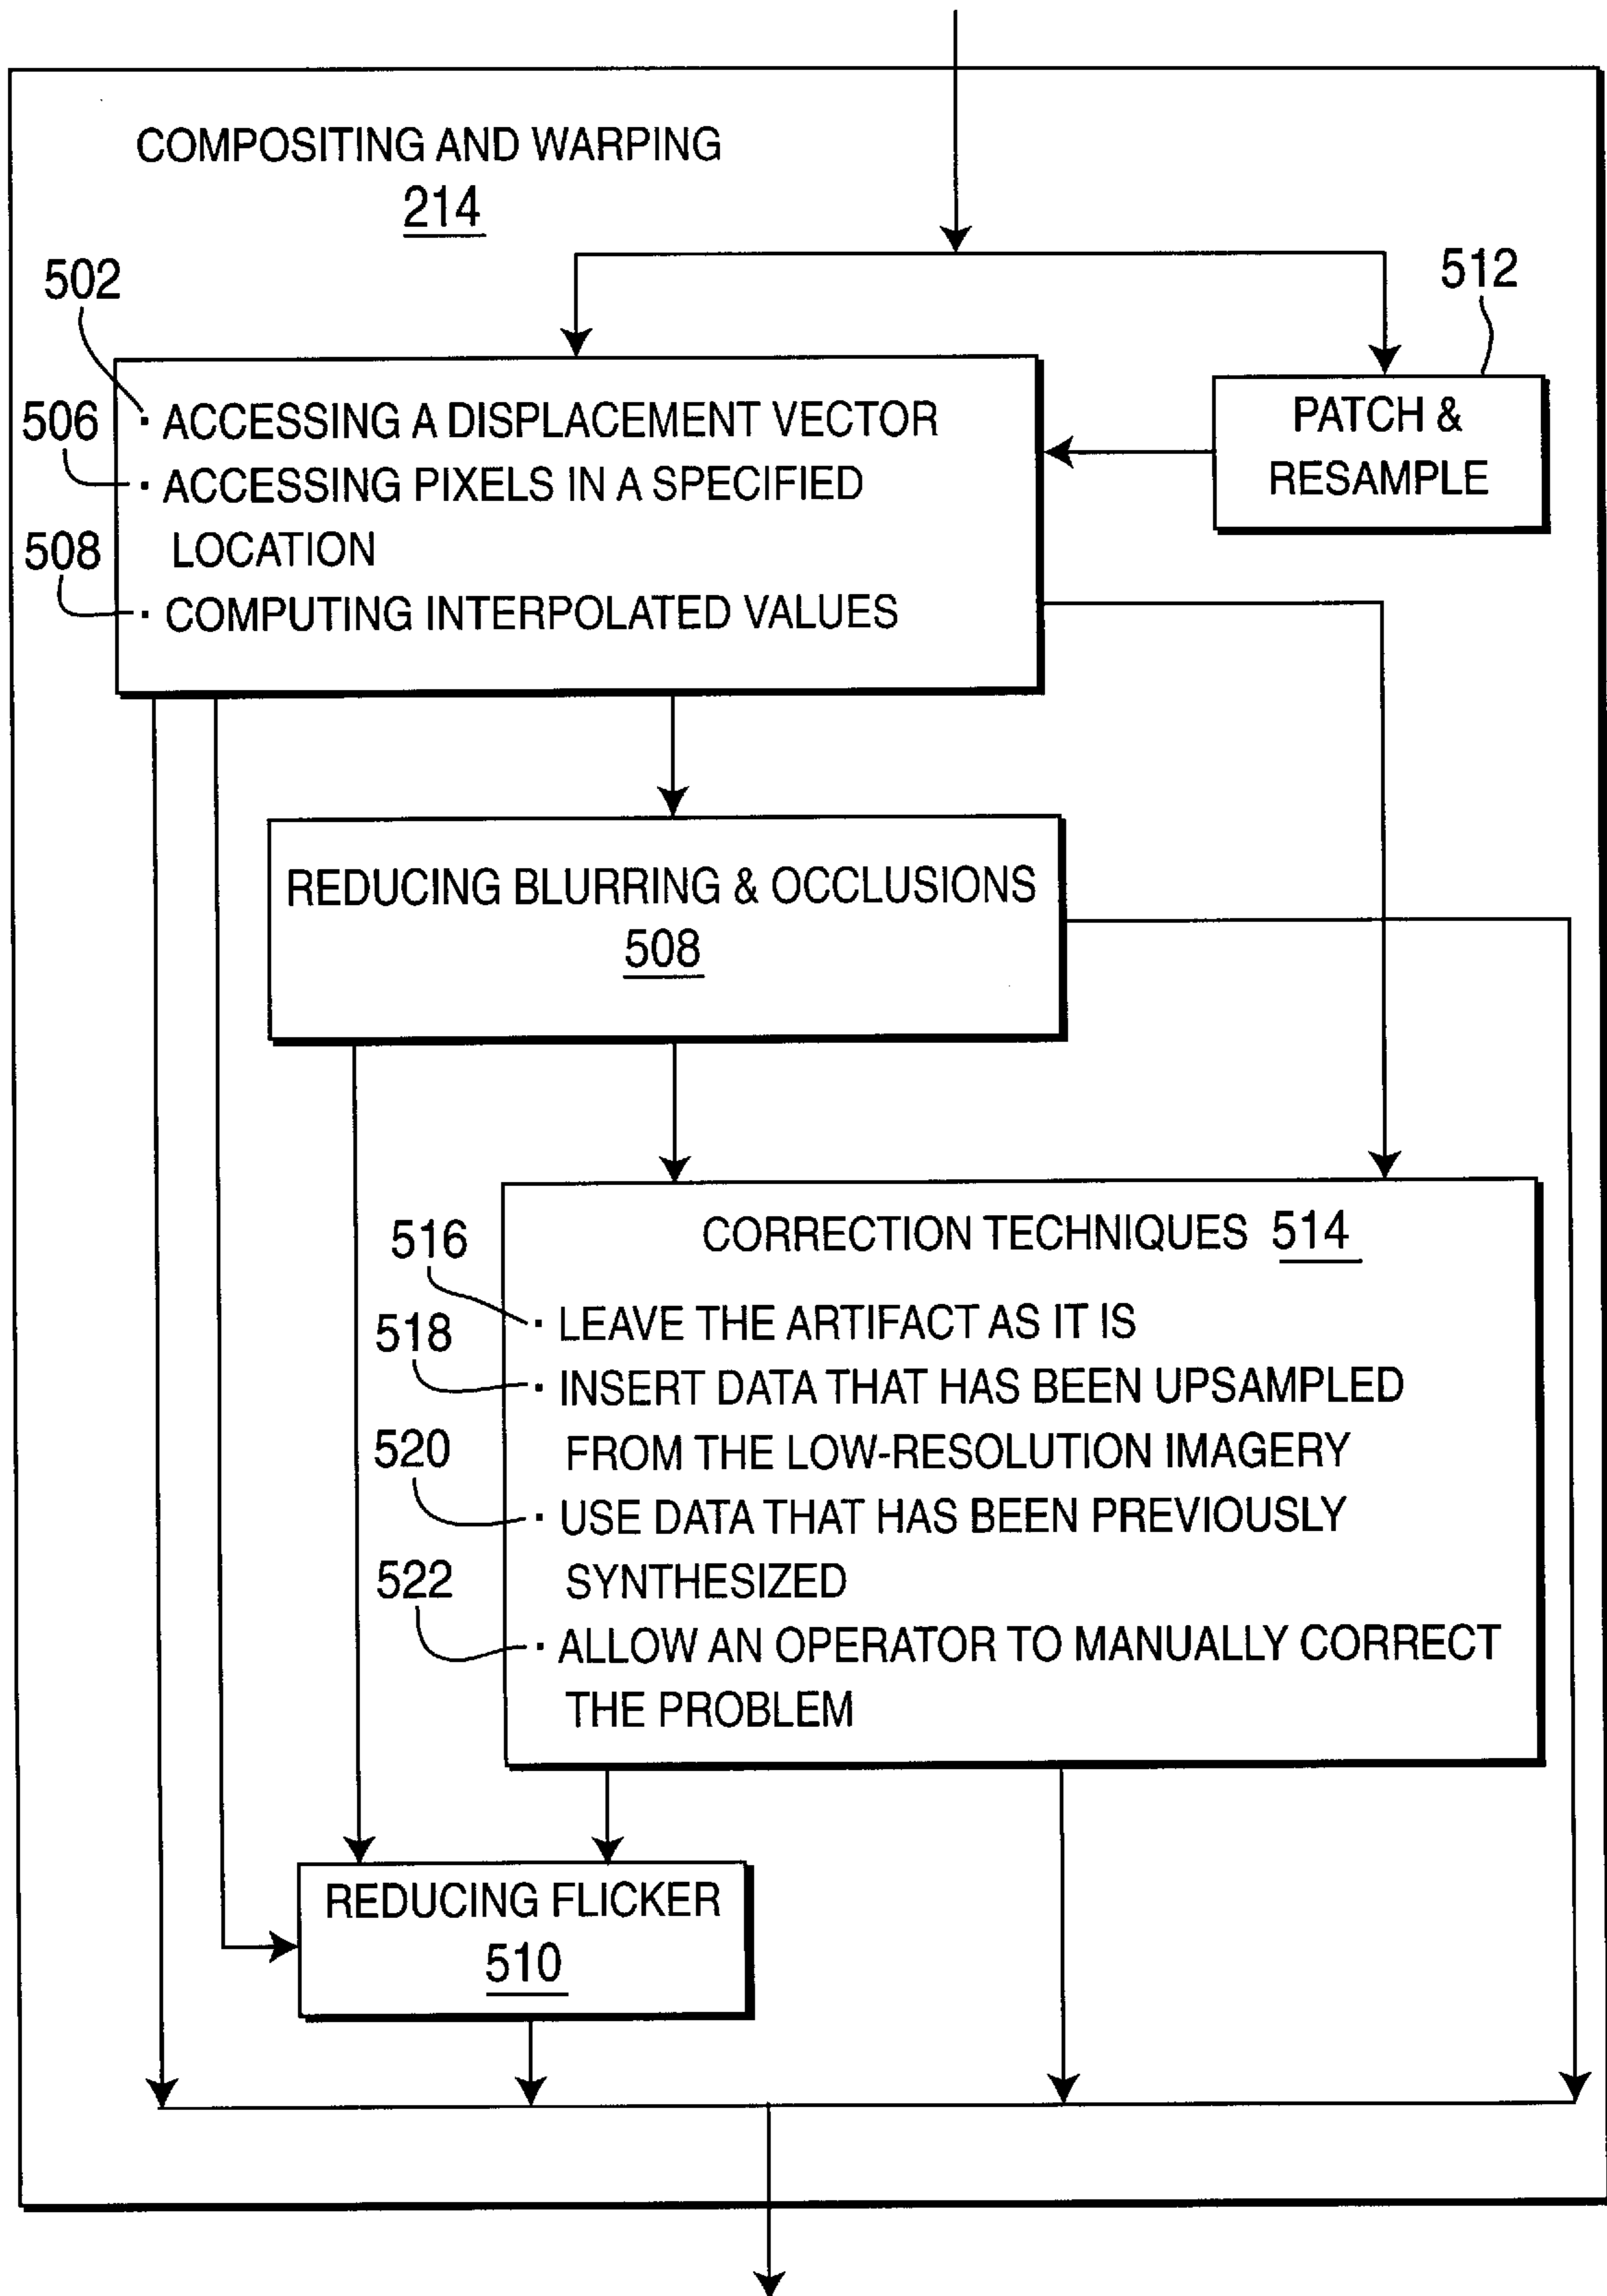 COMPOSITING AND WARPING
214
502
512
506
· ACCESSING A DISPLACEMENT VECTOR
· ACCESSING PIXELS IN A SPECIFIED
LOCATION
508
· COMPUTING INTERPOLATED VALUES
PATCH &
RESAMPLE
REDUCING BLURRING & OCCLUSIONS
508
CORRECTION TECHNIQUES 514
516
· LEAVE THE ARTIFACT AS IT IS
518
· INSERT DATA THAT HAS BEEN UPSAMPLED
FROM THE LOW-RESOLUTION IMAGERY
520
· USE DATA THAT HAS BEEN PREVIOUSLY
SYNTHESIZED
522
· ALLOW AN OPERATOR TO MANUALLY CORRECT
THE PROBLEM
REDUCING FLICKER
510